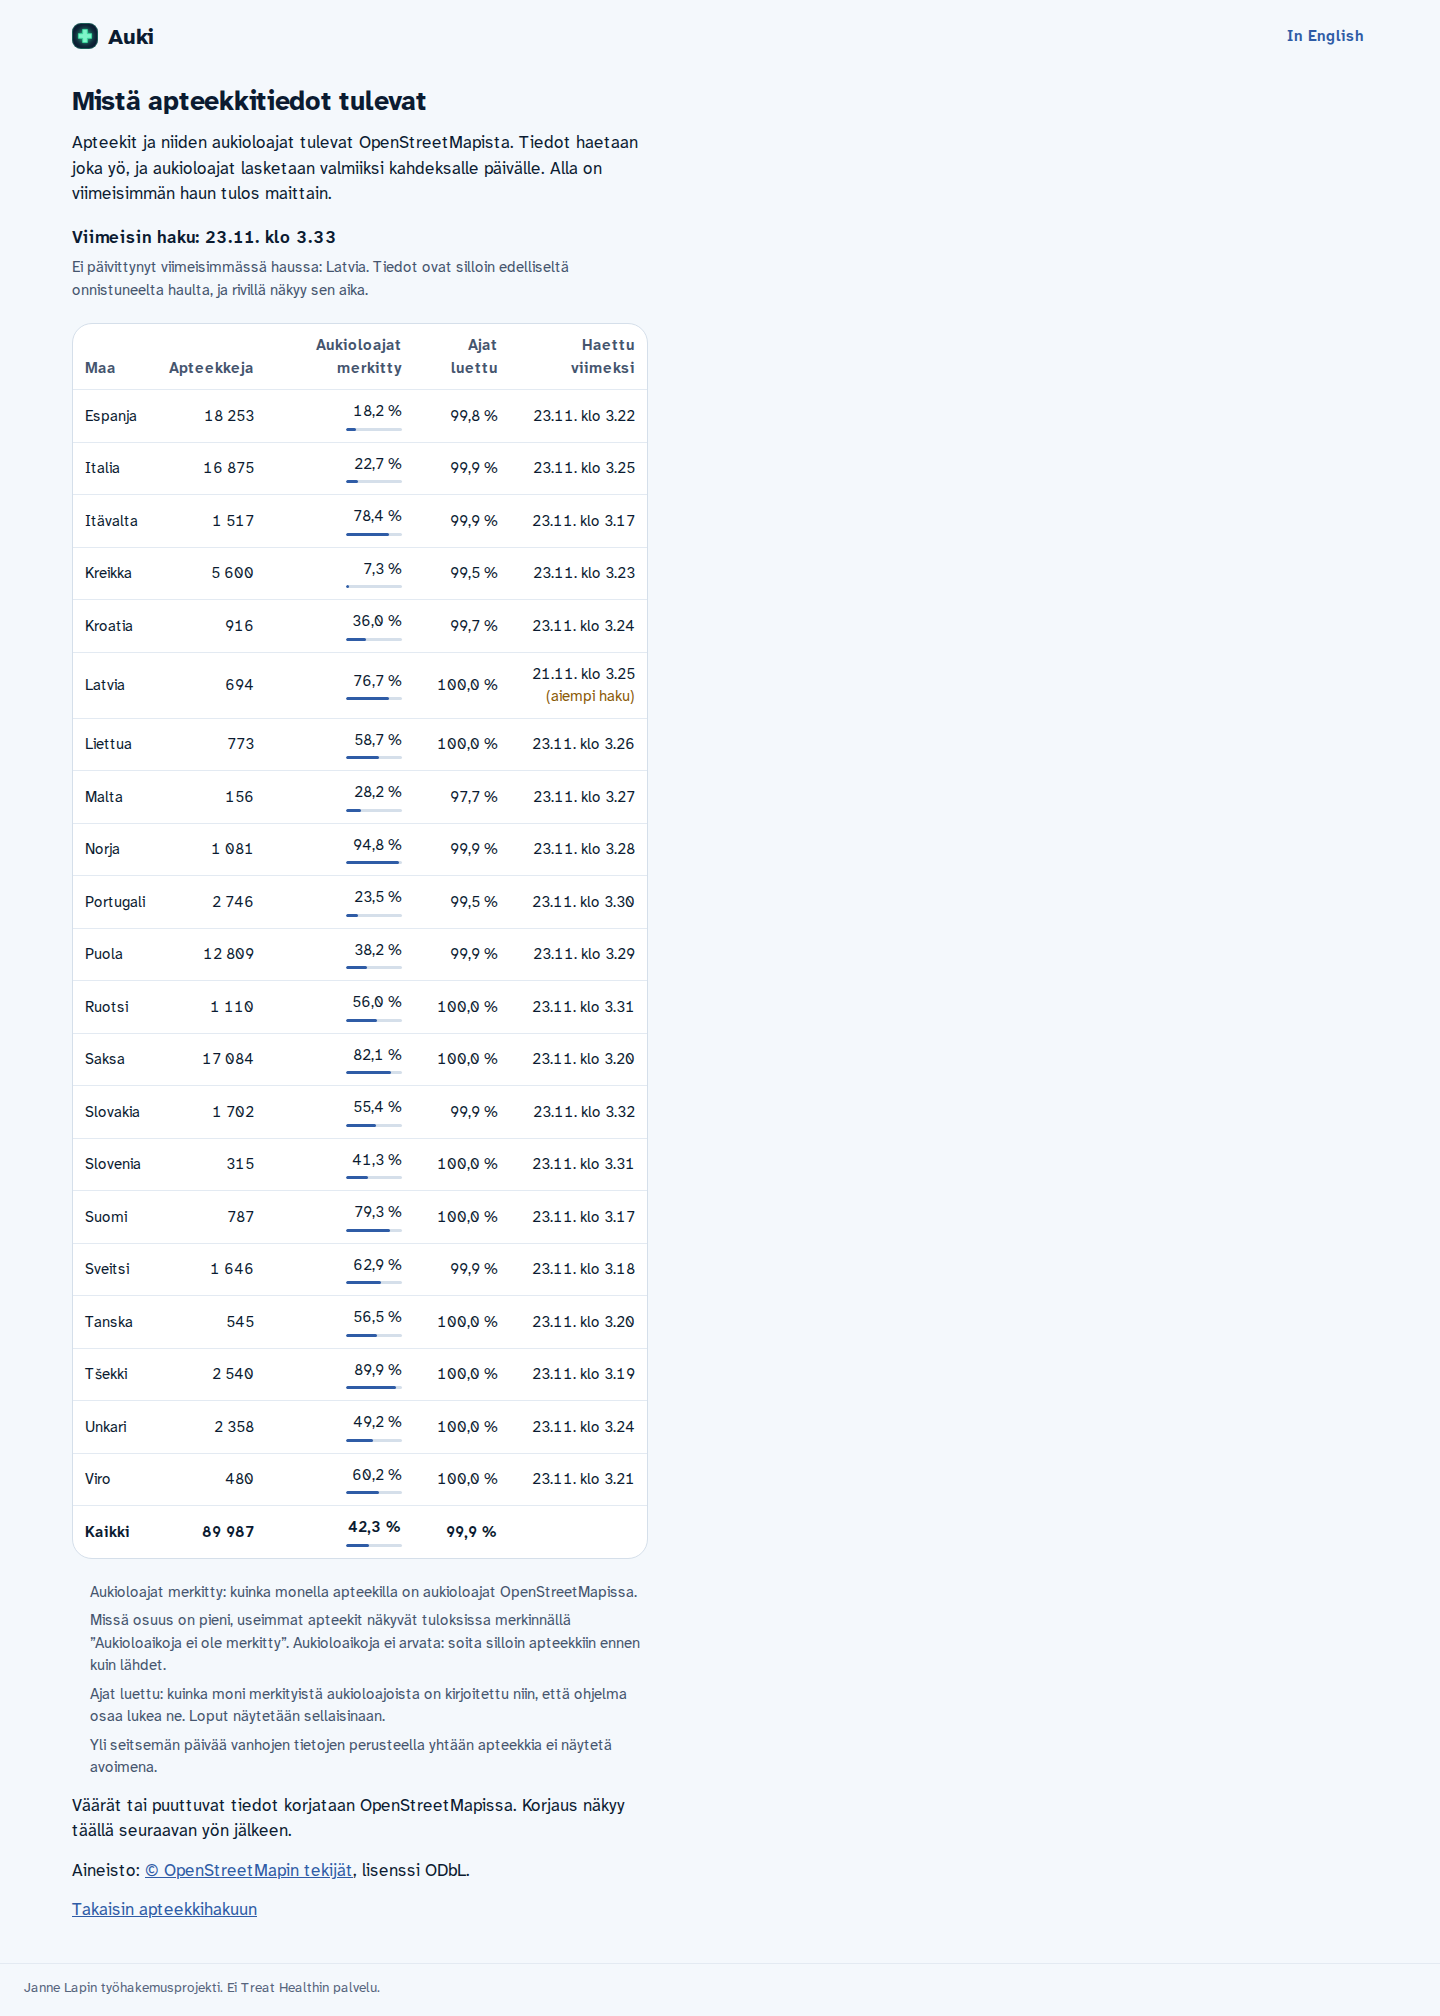 Auki
In English
Mistä apteekkitiedot tulevat
Apteekit ja niiden aukioloajat tulevat OpenStreetMapista. Tiedot haetaan
joka yö, ja aukioloajat lasketaan valmiiksi kahdeksalle päivälle. Alla on
viimeisimmän haun tulos maittain.
Viimeisin haku: 23.11. klo 3.33
Ei päivittynyt viimeisimmässä haussa: Latvia. Tiedot ovat silloin edelliseltä
onnistuneelta haulta, ja rivillä näkyy sen aika.
Maa Apteekkeja Aukioloajat merkitty Ajat luettu Haettu viimeksi
Espanja 18 253 18,2 % 99,8 % 23.11. klo 3.22
Italia 16 875 22,7 % 99,9 % 23.11. klo 3.25
Itävalta 1 517 78,4 % 99,9 % 23.11. klo 3.17
Kreikka 5 600 7,3 % 99,5 % 23.11. klo 3.23
Kroatia 916 36,0 % 99,7 % 23.11. klo 3.24
Latvia 694 76,7 % 100,0 % 21.11. klo 3.25
(aiempi haku)
Liettua 773 58,7 % 100,0 % 23.11. klo 3.26
Malta 156 28,2 % 97,7 % 23.11. klo 3.27
Norja 1 081 94,8 % 99,9 % 23.11. klo 3.28
Portugali 2 746 23,5 % 99,5 % 23.11. klo 3.30
Puola 12 809 38,2 % 99,9 % 23.11. klo 3.29
Ruotsi 1 110 56,0 % 100,0 % 23.11. klo 3.31
Saksa 17 084 82,1 % 100,0 % 23.11. klo 3.20
Slovakia 1 702 55,4 % 99,9 % 23.11. klo 3.32
Slovenia 315 41,3 % 100,0 % 23.11. klo 3.31
Suomi 787 79,3 % 100,0 % 23.11. klo 3.17
Sveitsi 1 646 62,9 % 99,9 % 23.11. klo 3.18
Tanska 545 56,5 % 100,0 % 23.11. klo 3.20
Tšekki 2 540 89,9 % 100,0 % 23.11. klo 3.19
Unkari 2 358 49,2 % 100,0 % 23.11. klo 3.24
Viro 480 60,2 % 100,0 % 23.11. klo 3.21
Kaikki 89 987 42,3 % 99,9 %
Aukioloajat merkitty: kuinka monella apteekilla on aukioloajat OpenStreetMapissa.
Missä osuus on pieni, useimmat apteekit näkyvät tuloksissa merkinnällä
”Aukioloaikoja ei ole merkitty”. Aukioloaikoja ei arvata: soita silloin apteekkiin ennen
kuin lähdet.
Ajat luettu: kuinka moni merkityistä aukioloajoista on kirjoitettu niin, että ohjelma
osaa lukea ne. Loput näytetään sellaisinaan.
Yli seitsemän päivää vanhojen tietojen perusteella yhtään apteekkia ei näytetä
avoimena.
Väärät tai puuttuvat tiedot korjataan OpenStreetMapissa. Korjaus näkyy
täällä seuraavan yön jälkeen.
Aineisto: © OpenStreetMapin tekijät, lisenssi ODbL.
Takaisin apteekkihakuun
Janne Lapin työhakemusprojekti. Ei Treat Healthin palvelu.